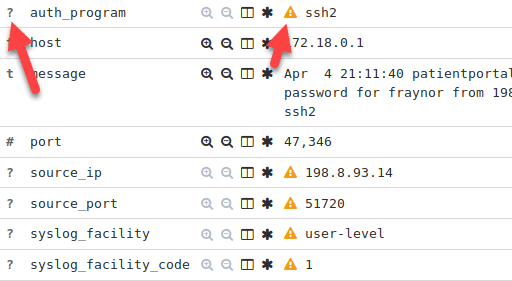 ? auth_program ssh2
host 172.18.0.1
t message Apr 4 21:11:40 patientportal
password for fraynor from 198
ssh2
# port 47,346
? source_ip 198.8.93.14
? source_port 51720
? syslog_facility user-level
? syslog_facility_code 1